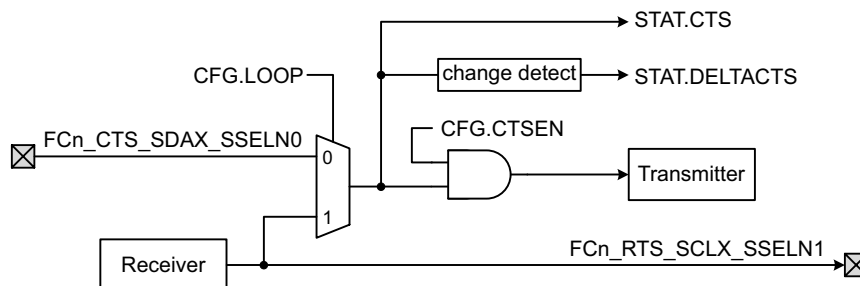 STAT.CTS
CFG.LOOP
change detect
STAT.DELTACTS
FCn_CTS_SDAX_SSELN0
CFG.CTSEN
0
Transmitter
1
Receiver
FCn_RTS_SCLX_SSELN1